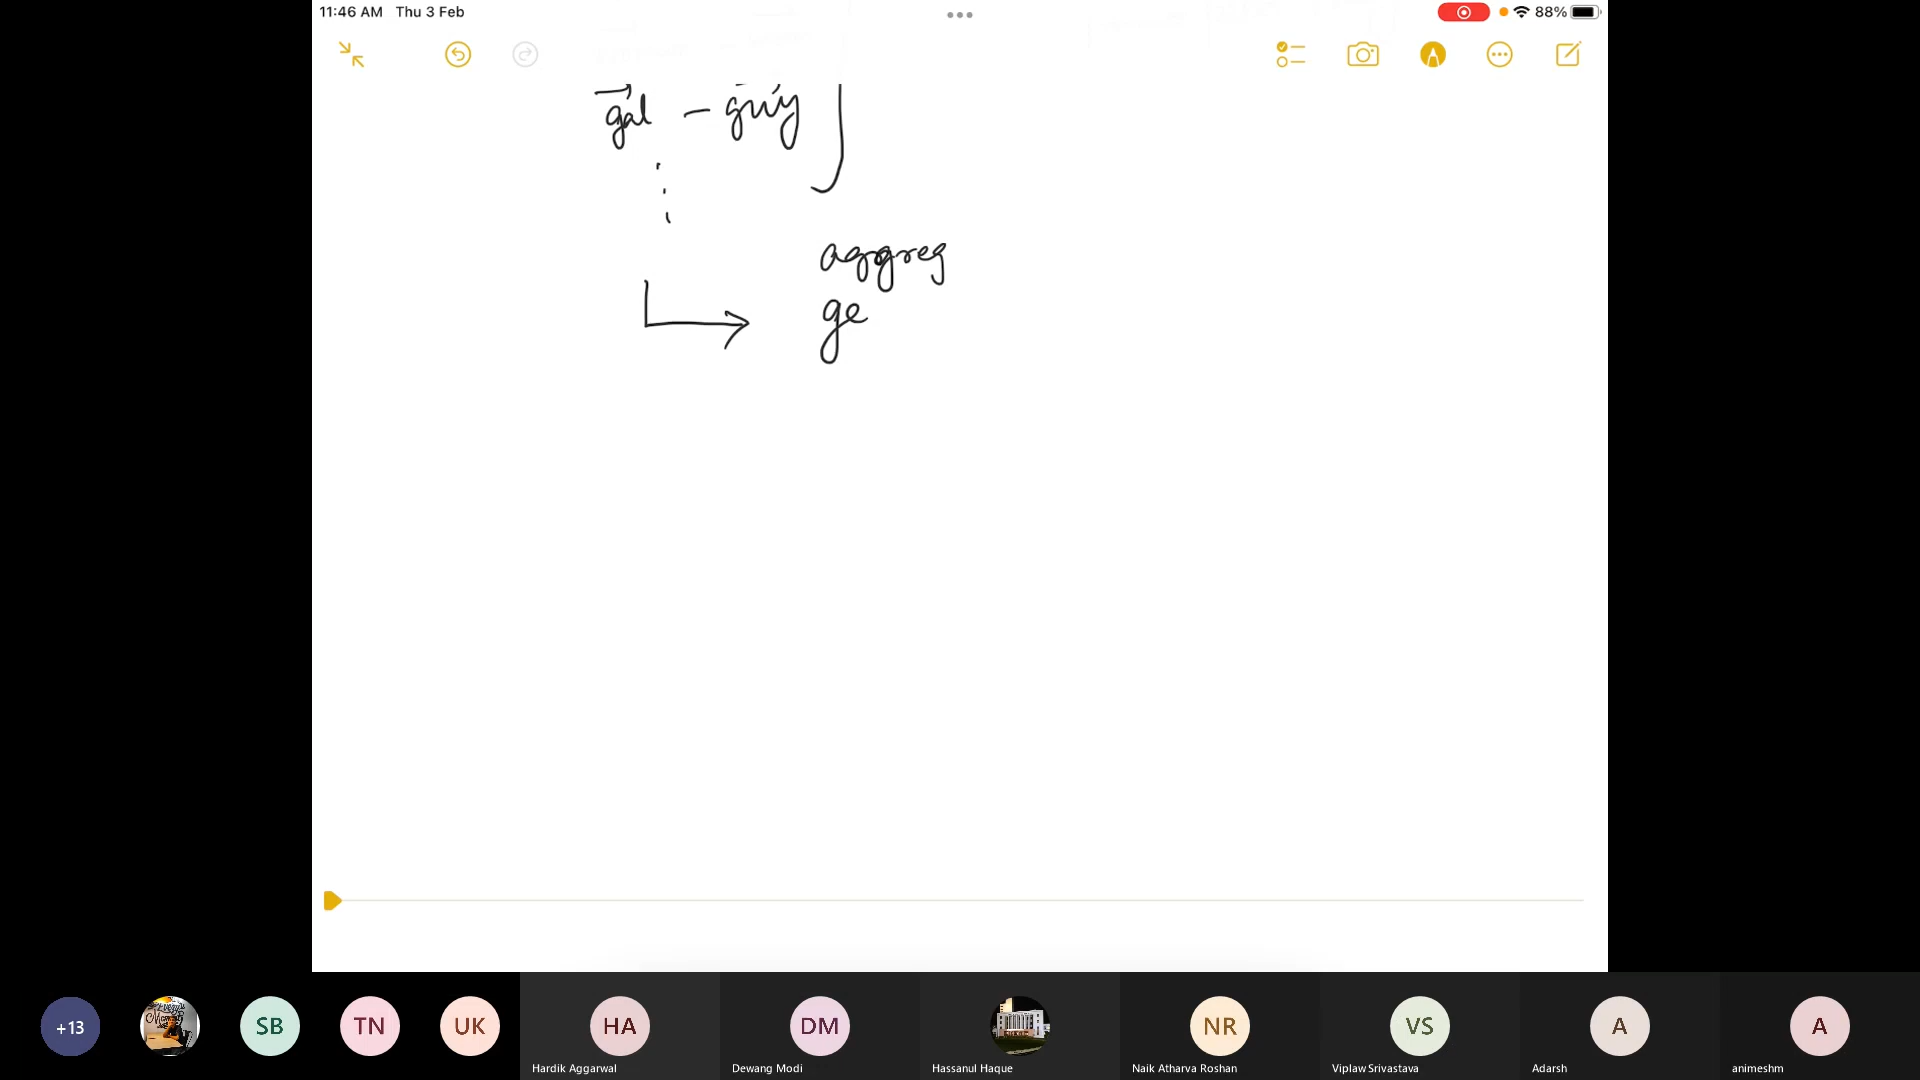 11:46 AM Thu 3 Feb
88%
gal - guy
aggreg
ge
+13
SB
TN
UK
HA
DM
NR
VS
A
A
Hardik Aggarwal
Dewang Modi
Hassanul Haque
Naik Atharva Roshan
Viplaw Srivastava
Adarsh
animeshm